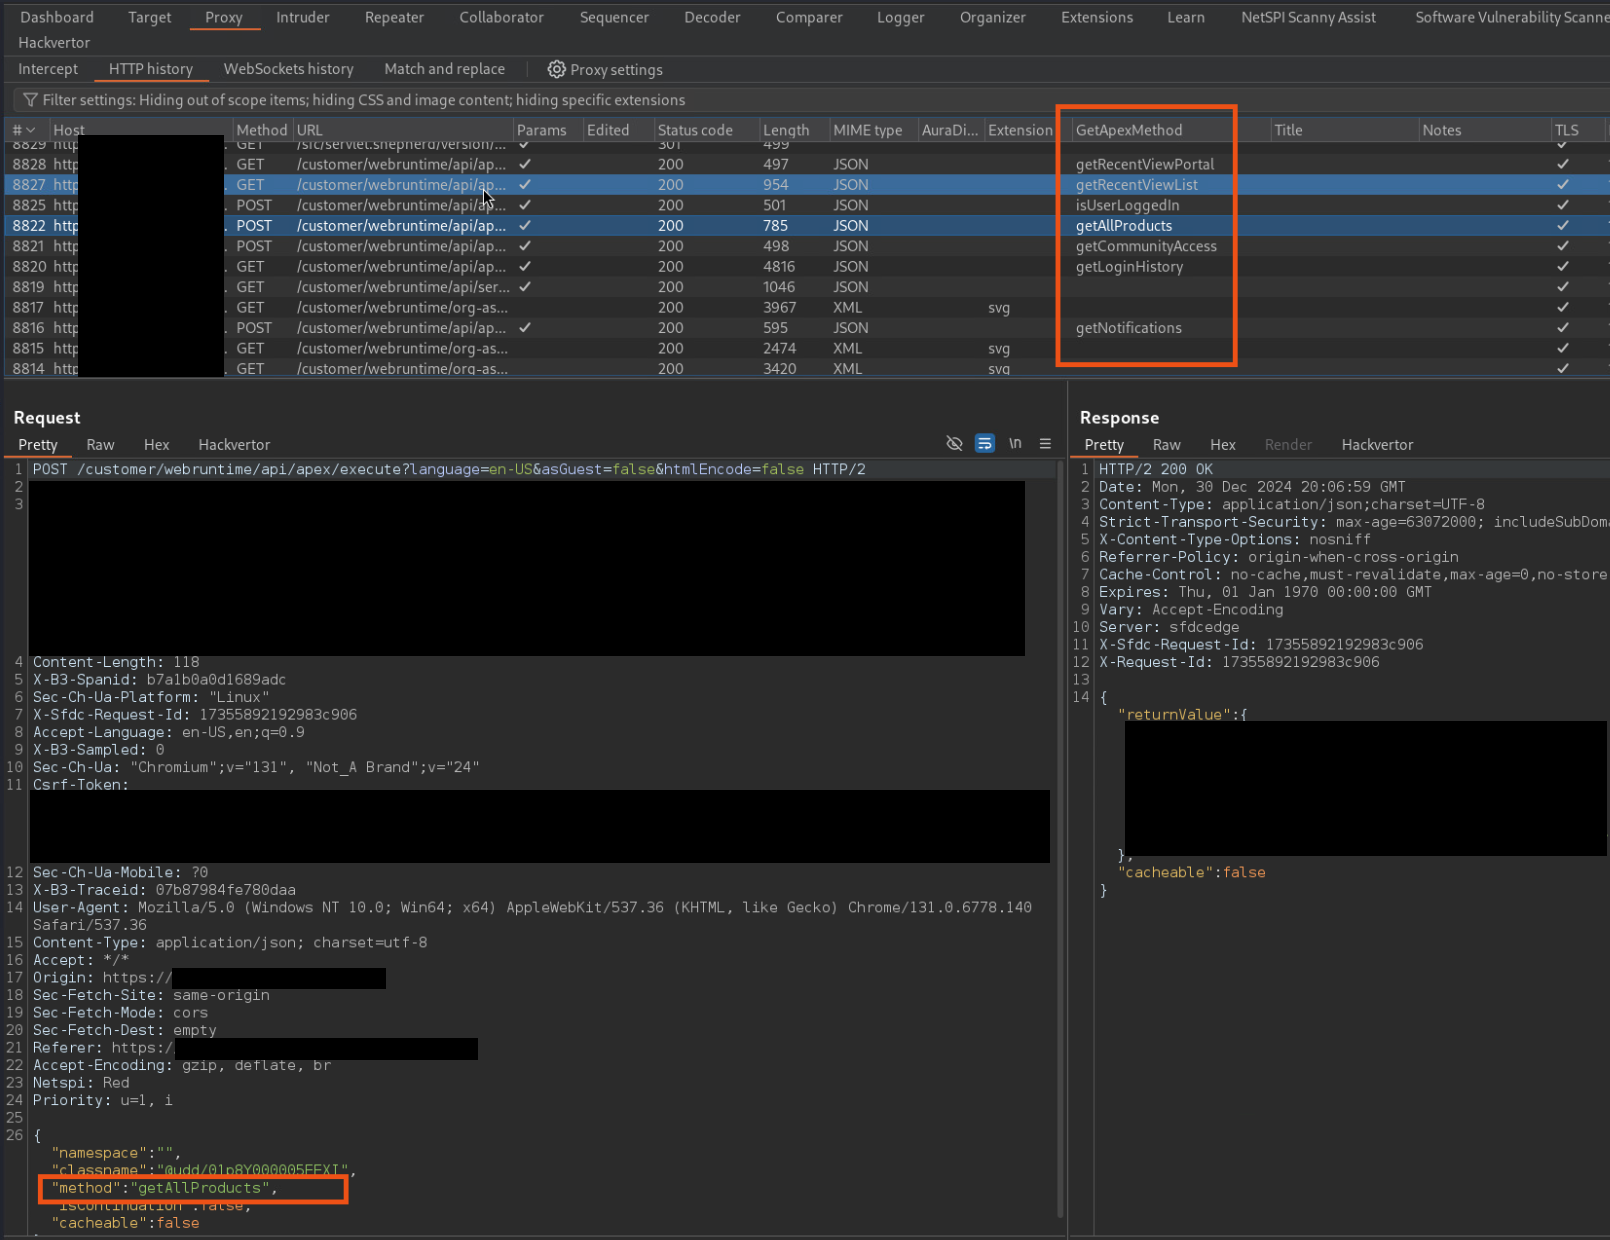 Dashboard Target Proxy Intruder Repeater Collaborator Sequencer Decoder Comparer Logger Organizer Extensions Learn NetSPI Scanny Assist Software Vulnerability Scanne
Hackvertor
Intercept HTTP history WebSockets history Match and replace Proxy settings
Filter settings: Hiding out of scope items; hiding CSS and image content; hiding specific extensions
# Host Method URL Params Edited Status code Length MIME type AuraDi... Extension GetApexMethod Title Notes TLS
8829 http GET /sfc/servlet.shepherd/version/... ✓ 301 499 ✓
8828 http GET /customer/webruntime/api/ap... ✓ 200 497 JSON getRecentViewPortal ✓
8827 http GET /customer/webruntime/api/ap... ✓ 200 954 JSON getRecentViewList ✓
8825 http POST /customer/webruntime/api/ap... ✓ 200 501 JSON isUserLoggedIn ✓
8822 http POST /customer/webruntime/api/ap... ✓ 200 785 JSON getAllProducts ✓
8821 http POST /customer/webruntime/api/ap... ✓ 200 498 JSON getCommunityAccess ✓
8820 http GET /customer/webruntime/api/ap... ✓ 200 4816 JSON getLoginHistory ✓
8819 http GET /customer/webruntime/api/ser... ✓ 200 1046 JSON ✓
8817 http GET /customer/webruntime/org-as... 200 3967 XML svg ✓
8816 http POST /customer/webruntime/api/ap... ✓ 200 595 JSON getNotifications ✓
8815 http GET /customer/webruntime/org-as... 200 2474 XML svg ✓
8814 http GET /customer/webruntime/org-as... 200 3420 XML svg ✓
Request
Pretty Raw Hex Hackvertor \n
1 POST /customer/webruntime/api/apex/execute?language=en-US&asGuest=false&htmlEncode=false HTTP/2
2
3
4 Content-Length: 118
5 X-B3-Spanid: b7a1b0a0d1689adc
6 Sec-Ch-Ua-Platform: "Linux"
7 X-Sfdc-Request-Id: 17355892192983c906
8 Accept-Language: en-US,en;q=0.9
9 X-B3-Sampled: 0
10 Sec-Ch-Ua: "Chromium";v="131", "Not_A Brand";v="24"
11 Csrf-Token:
12 Sec-Ch-Ua-Mobile: ?0
13 X-B3-Traceid: 07b87984fe780daa
14 User-Agent: Mozilla/5.0 (Windows NT 10.0; Win64; x64) AppleWebKit/537.36 (KHTML, like Gecko) Chrome/131.0.6778.140
Safari/537.36
15 Content-Type: application/json; charset=utf-8
16 Accept: */*
17 Origin: https://
18 Sec-Fetch-Site: same-origin
19 Sec-Fetch-Mode: cors
20 Sec-Fetch-Dest: empty
21 Referer: https:/
22 Accept-Encoding: gzip, deflate, br
23 Netspi: Red
24 Priority: u=1, i
25
26 {
"namespace":"",
"classname":"@udd/01p8Y000005FFXI",
"method":"getAllProducts",
"isContinuation":false,
"cacheable":false
Response
Pretty Raw Hex Render Hackvertor
1 HTTP/2 200 OK
2 Date: Mon, 30 Dec 2024 20:06:59 GMT
3 Content-Type: application/json;charset=UTF-8
4 Strict-Transport-Security: max-age=63072000; includeSubDoma
5 X-Content-Type-Options: nosniff
6 Referrer-Policy: origin-when-cross-origin
7 Cache-Control: no-cache,must-revalidate,max-age=0,no-store
8 Expires: Thu, 01 Jan 1970 00:00:00 GMT
9 Vary: Accept-Encoding
10 Server: sfdcedge
11 X-Sfdc-Request-Id: 17355892192983c906
12 X-Request-Id: 17355892192983c906
13
14 {
"returnValue":{
},
"cacheable":false
}